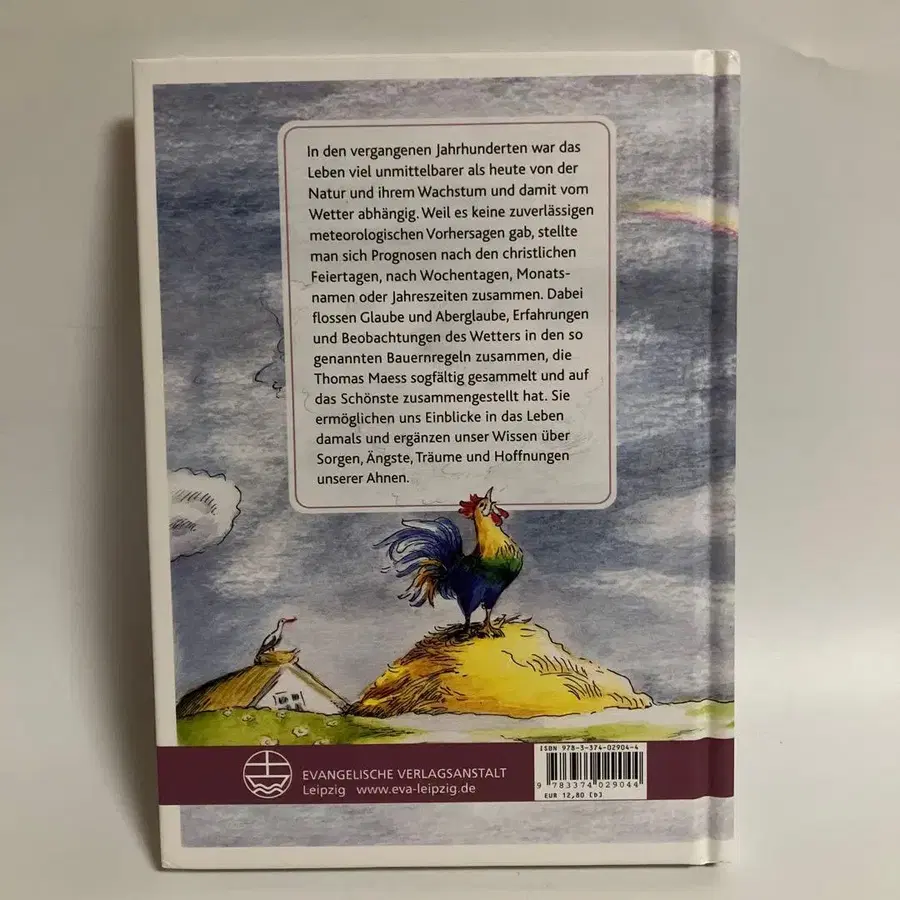 In den vergangenen Jahrhunderten war das
Leben viel unmittelbarer als heute von der
Natur und ihrem Wachstum und damit vom
Wetter abhängig. Weil es keine zuverlässigen
meteorologischen Vorhersagen gab, stellte
man sich Prognosen nach den christlichen
Feiertagen, nach Wochentagen, Monats-
namen oder Jahreszeiten zusammen. Dabei
flossen Glaube und Aberglaube, Erfahrungen
und Beobachtungen des Wetters in den so
genannten Bauernregeln zusammen, die
Thomas Maess sogfältig gesammelt und auf
das Schönste zusammengestellt hat. Sie
ermöglichen uns Einblicke in das Leben
damals und ergänzen unser Wissen über
Sorgen, Ängste, Träume und Hoffnungen
unserer Ahnen.
EVANGELISCHE VERLAGSANSTALT
Leipzig www.eva-leipzig.de
ISBN 978-3-374-02904-4
9 783374 029044
EUR 12,80 [D]